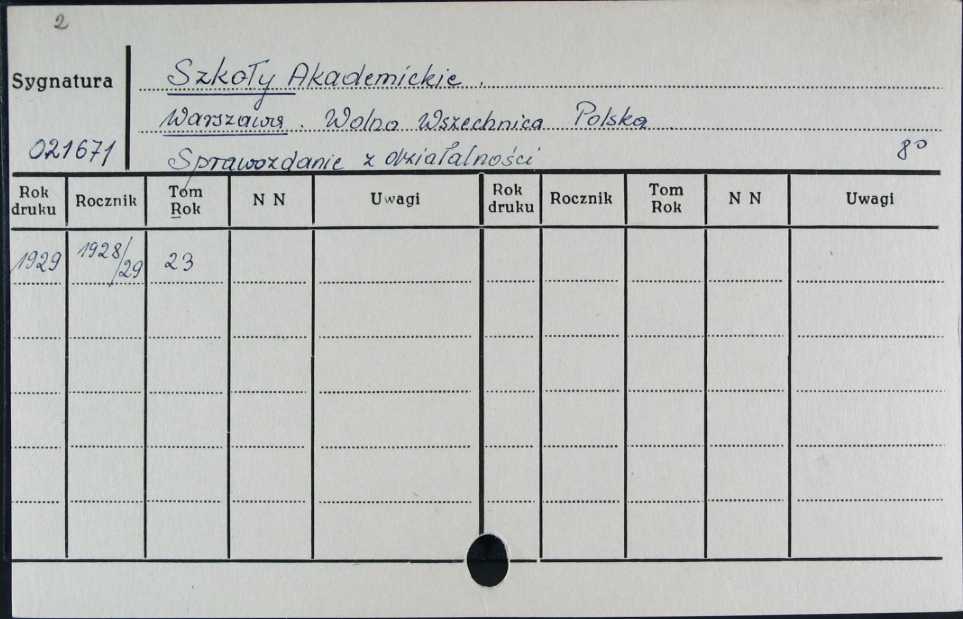 2
Sygnatura
Szkoły Akademickie.
Warszawa. Wolna Wszechnica Polska
021671
Sprawozdanie z działalności 8°
Rok druku Rocznik Tom Rok N N Uwagi Rok druku Rocznik Tom Rok N N Uwagi
1929 1928/29 23